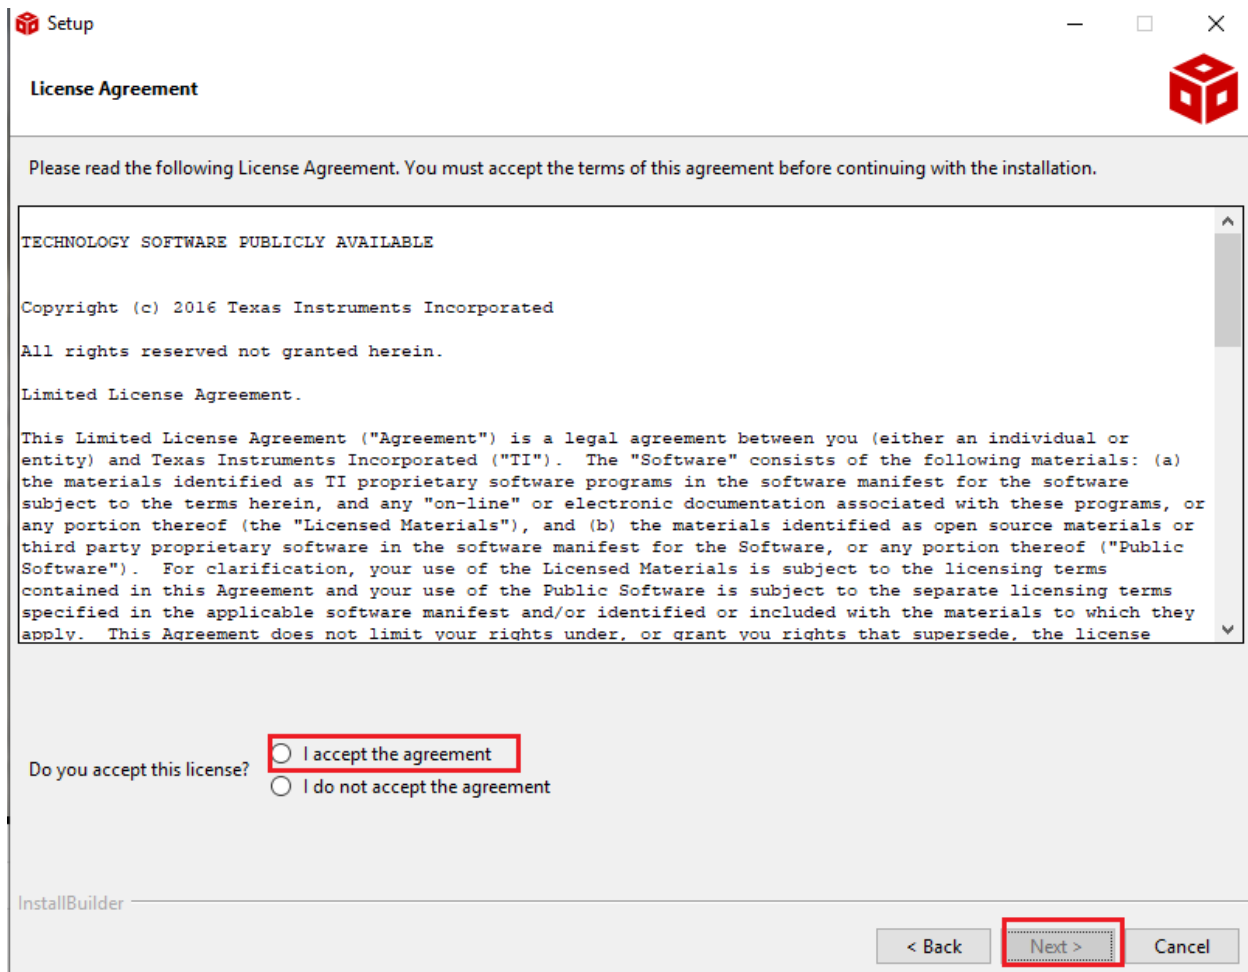 Setup
License Agreement
Please read the following License Agreement. You must accept the terms of this agreement before continuing with the installation.
TECHNOLOGY SOFTWARE PUBLICLY AVAILABLE
Copyright (c) 2016 Texas Instruments Incorporated
All rights reserved not granted herein.
Limited License Agreement.
This Limited License Agreement ("Agreement") is a legal agreement between you (either an individual or
entity) and Texas Instruments Incorporated ("TI").  The "Software" consists of the following materials: (a)
the materials identified as TI proprietary software programs in the software manifest for the software
subject to the terms herein, and any "on-line" or electronic documentation associated with these programs, or
any portion thereof (the "Licensed Materials"), and (b) the materials identified as open source materials or
third party proprietary software in the software manifest for the Software, or any portion thereof ("Public
Software").  For clarification, your use of the Licensed Materials is subject to the licensing terms
contained in this Agreement and your use of the Public Software is subject to the separate licensing terms
specified in the applicable software manifest and/or identified or included with the materials to which they
apply.  This Agreement does not limit your rights under, or grant you rights that supersede, the license
Do you accept this license?
I accept the agreement
I do not accept the agreement
InstallBuilder
< Back
Next >
Cancel